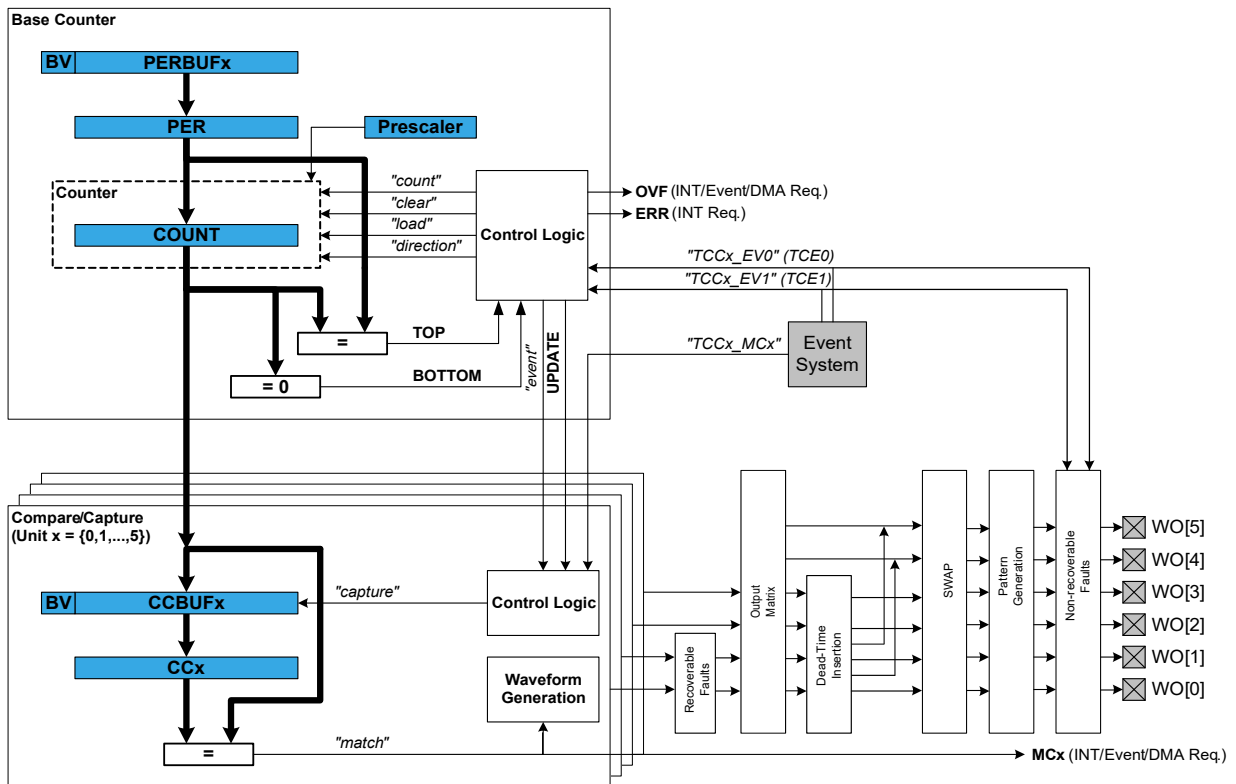 Base Counter
BV
PERBUFx
PER
Prescaler
Counter
COUNT
"count"
"clear"
"load"
"direction"
Control Logic
OVF (INT/Event/DMA Req.)
ERR (INT Req.)
"TCCx_EV0" (TCE0)
"TCCx_EV1" (TCE1)
"TCCx_MCx"
Event
System
=
TOP
= 0
BOTTOM
"event"
UPDATE
Compare/Capture
(Unit x = {0,1,...,5})
BV
CCBUFx
"capture"
Control Logic
CCx
Waveform
Generation
=
"match"
Recoverable
Faults
Output
Matrix
Dead-Time
Insertion
SWAP
Pattern
Generation
Non-recoverable
Faults
WO[5]
WO[4]
WO[3]
WO[2]
WO[1]
WO[0]
MCx (INT/Event/DMA Req.)